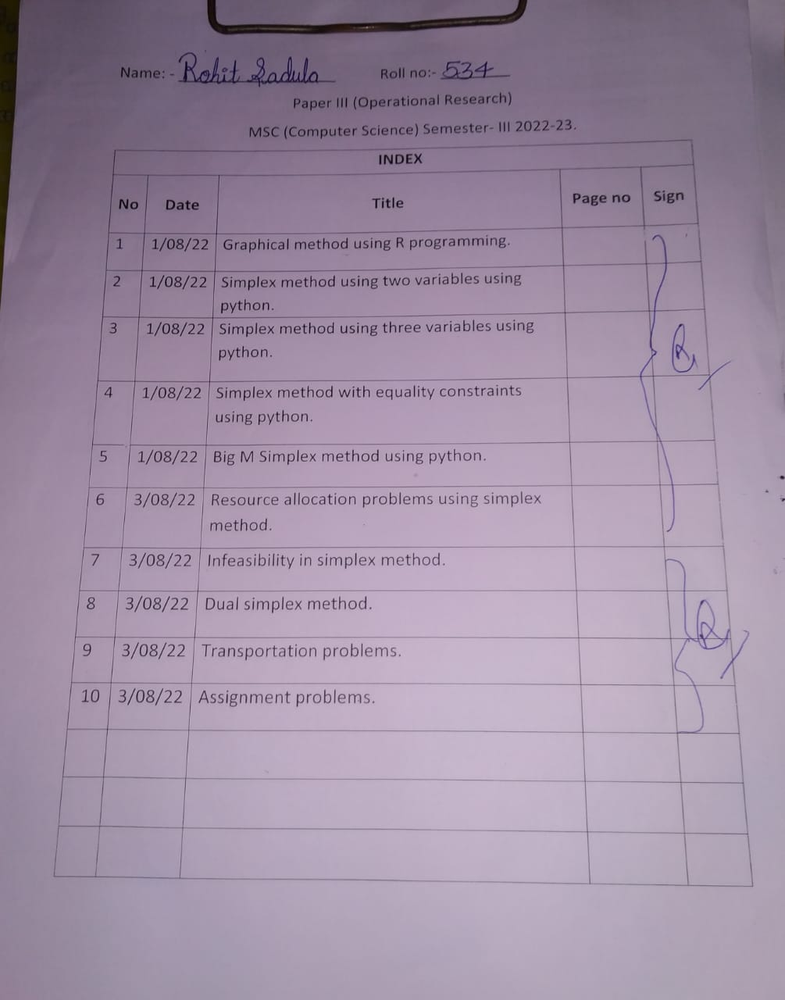 Name: - Rohit Sadula Roll no:- 534
Paper III (Operational Research)
MSC (Computer Science) Semester- III 2022-23.
INDEX
No Date Title Page no Sign
1 1/08/22 Graphical method using R programming.
2 1/08/22 Simplex method using two variables using
python.
3 1/08/22 Simplex method using three variables using
python.
4 1/08/22 Simplex method with equality constraints
using python.
5 1/08/22 Big M Simplex method using python.
6 3/08/22 Resource allocation problems using simplex
method.
7 3/08/22 Infeasibility in simplex method.
8 3/08/22 Dual simplex method.
9 3/08/22 Transportation problems.
10 3/08/22 Assignment problems.